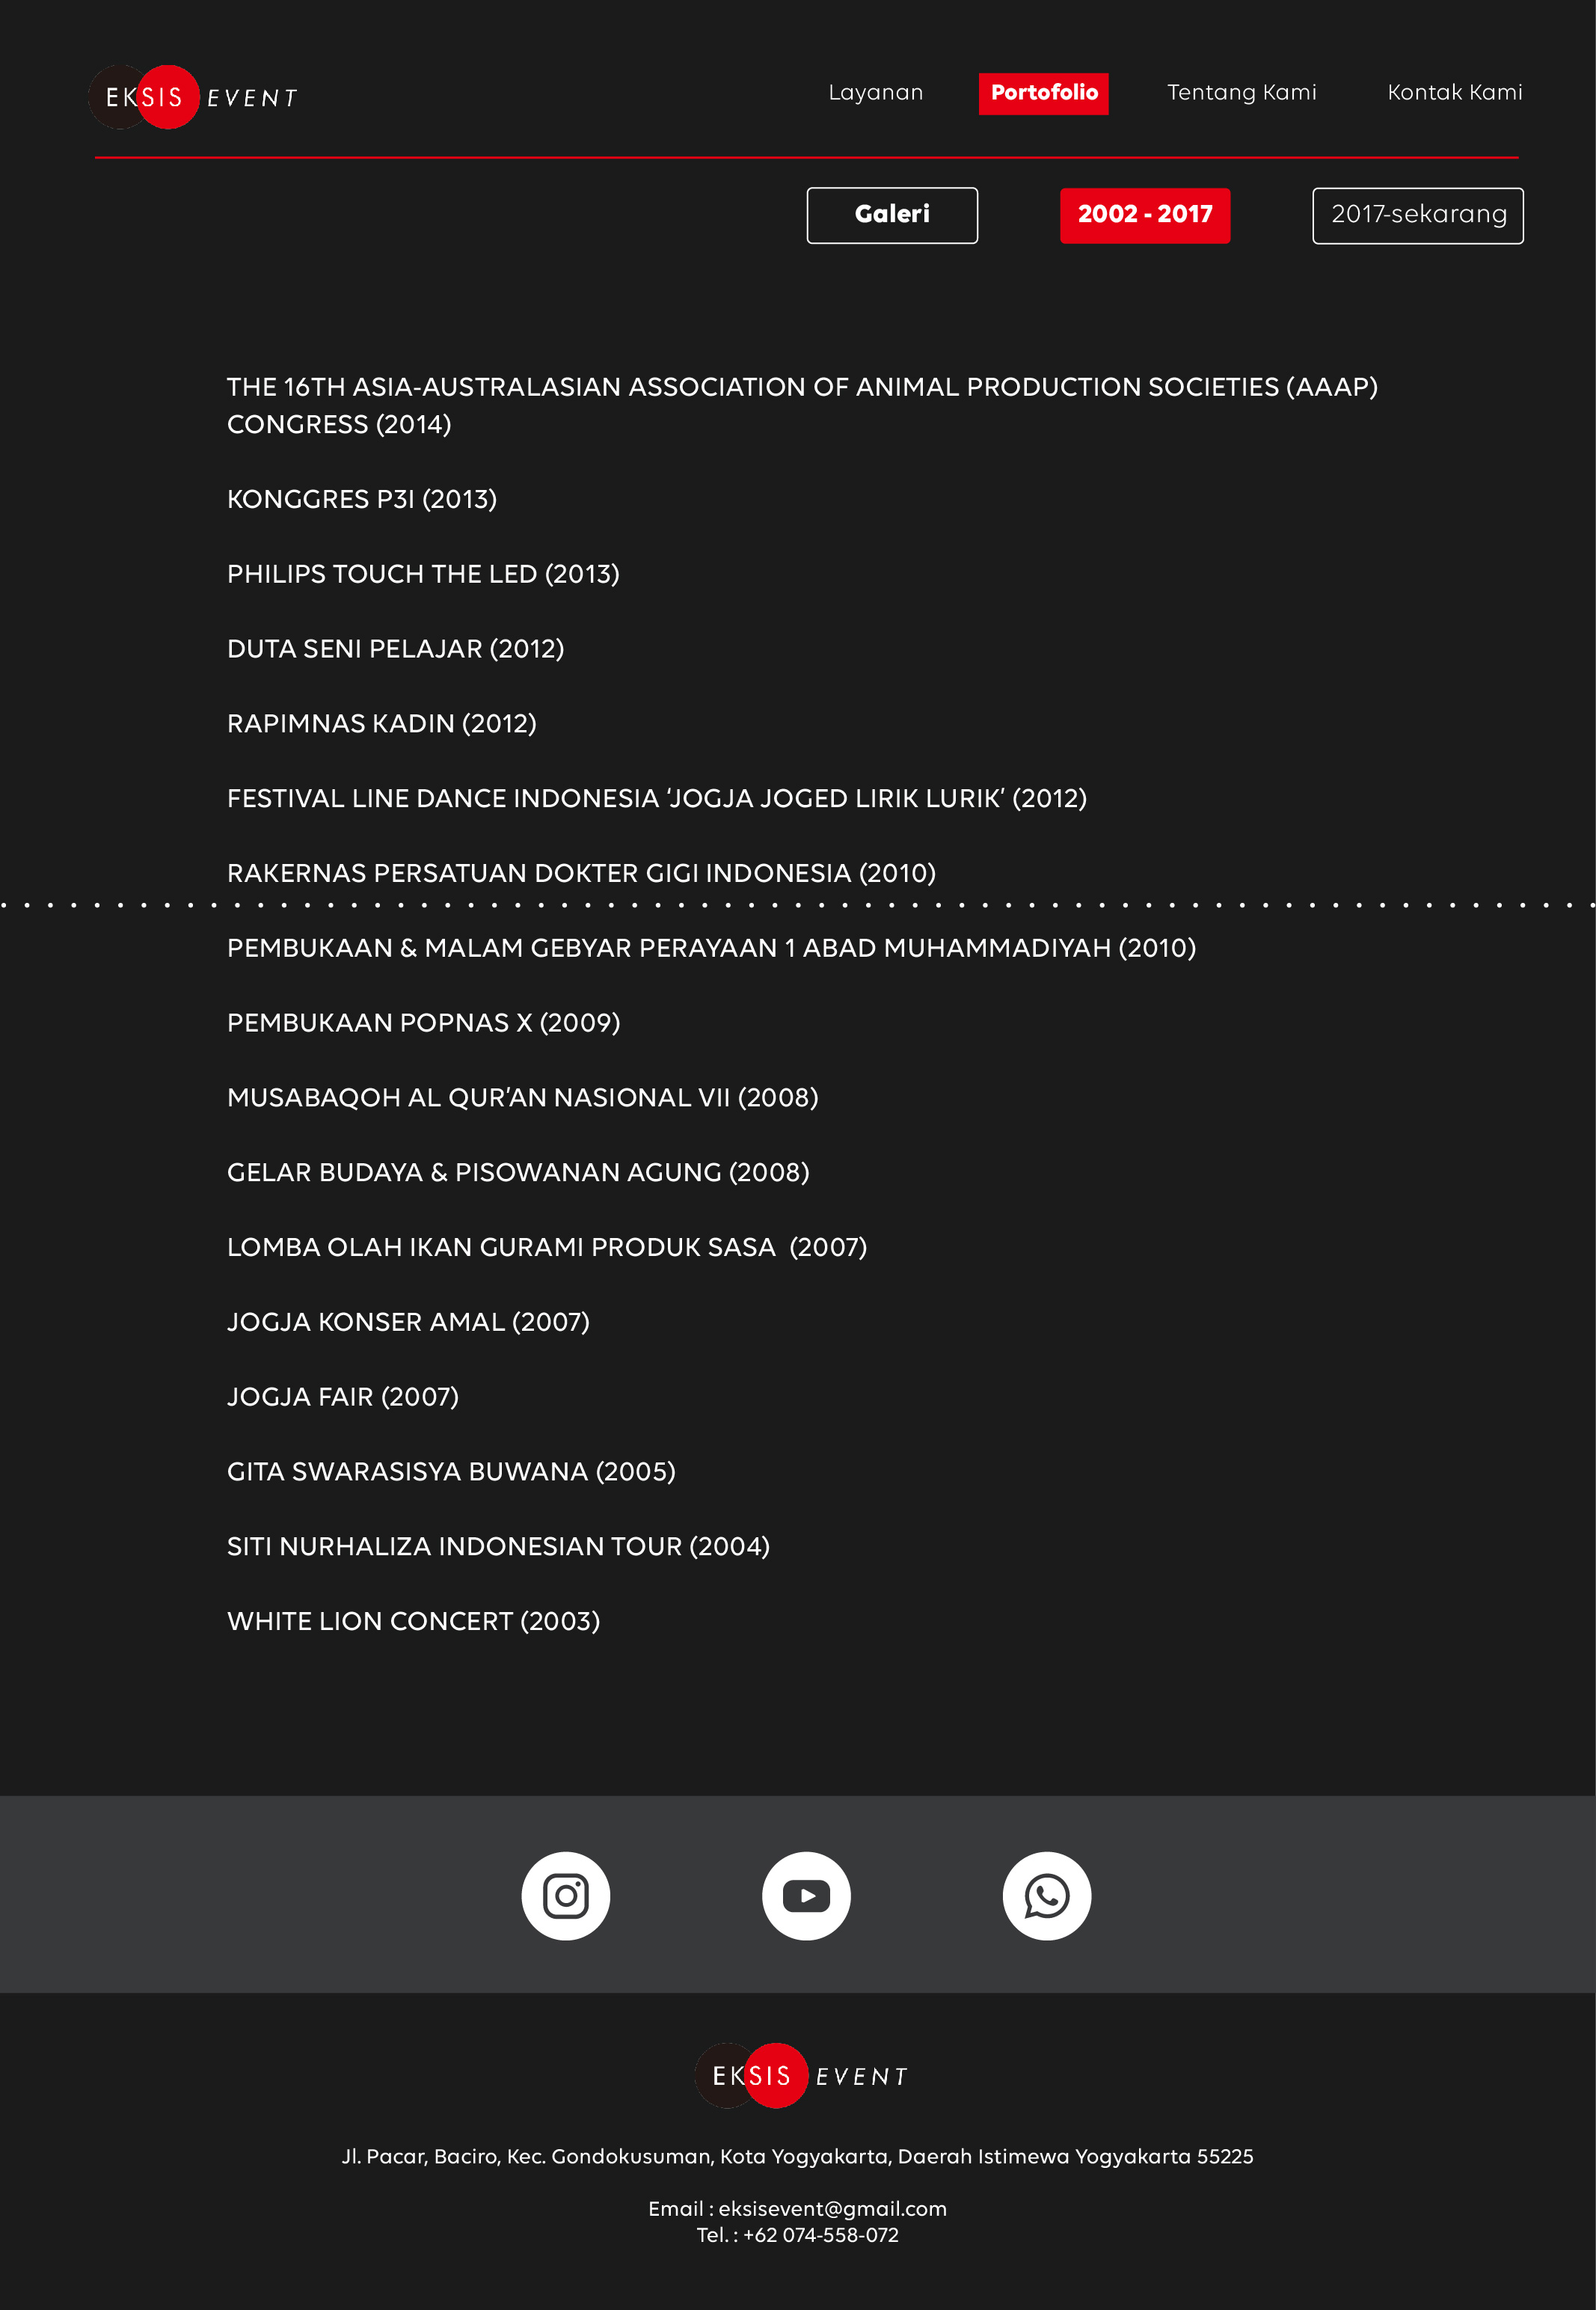 EKSIS EVENT
Layanan
Portofolio
Tentang Kami
Kontak Kami
Galeri
2002 - 2017
2017-sekarang
THE 16TH ASIA-AUSTRALASIAN ASSOCIATION OF ANIMAL PRODUCTION SOCIETIES (AAAP)
CONGRESS (2014)
KONGGRES P3I (2013)
PHILIPS TOUCH THE LED (2013)
DUTA SENI PELAJAR (2012)
RAPIMNAS KADIN (2012)
FESTIVAL LINE DANCE INDONESIA ‘JOGJA JOGED LIRIK LURIK’ (2012)
RAKERNAS PERSATUAN DOKTER GIGI INDONESIA (2010)
PEMBUKAAN & MALAM GEBYAR PERAYAAN 1 ABAD MUHAMMADIYAH (2010)
PEMBUKAAN POPNAS X (2009)
MUSABAQOH AL QUR’AN NASIONAL VII (2008)
GELAR BUDAYA & PISOWANAN AGUNG (2008)
LOMBA OLAH IKAN GURAMI PRODUK SASA  (2007)
JOGJA KONSER AMAL (2007)
JOGJA FAIR (2007)
GITA SWARASISYA BUWANA (2005)
SITI NURHALIZA INDONESIAN TOUR (2004)
WHITE LION CONCERT (2003)
EKSIS EVENT
Jl. Pacar, Baciro, Kec. Gondokusuman, Kota Yogyakarta, Daerah Istimewa Yogyakarta 55225
Email : eksisevent@gmail.com
Tel. : +62 074-558-072